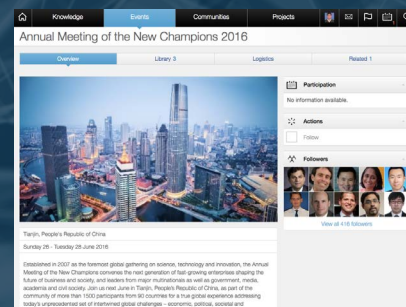 Knowledge Events Communities Projects
Annual Meeting of the New Champions 2016
Overview Library 3 Logistics Related 1
Participation
No information available.
Actions
Follow
Followers
View all 416 followers
Tianjin, People's Republic of China
Sunday 26 - Tuesday 28 June 2016
Established in 2007 as the foremost global gathering on science, technology and innovation, the Annual
Meeting of the New Champions convenes the next generation of fast-growing enterprises shaping the
future of business and society, and leaders from major multinationals as well as government, media,
academia and civil society. Join us next June in Tianjin, People's Republic of China, as part of the
community of more than 1500 participants from 90 countries for a true global experience addressing
today's unprecedented set of intertwined global challenges – economic, political, societal and